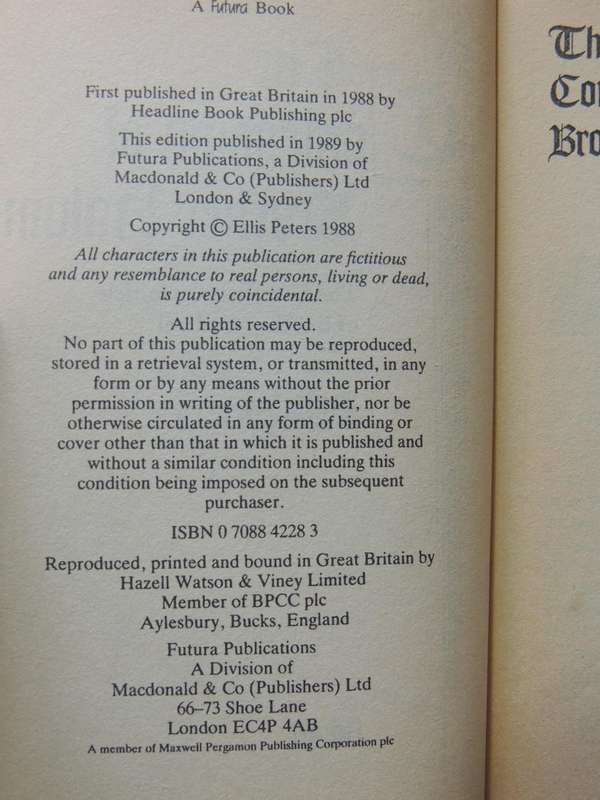 A Futura Book
First published in Great Britain in 1988 by
Headline Book Publishing plc
This edition published in 1989 by
Futura Publications, a Division of
Macdonald & Co (Publishers) Ltd
London & Sydney
Copyright © Ellis Peters 1988
All characters in this publication are fictitious
and any resemblance to real persons, living or dead,
is purely coincidental.
All rights reserved.
No part of this publication may be reproduced,
stored in a retrieval system, or transmitted, in any
form or by any means without the prior
permission in writing of the publisher, nor be
otherwise circulated in any form of binding or
cover other than that in which it is published and
without a similar condition including this
condition being imposed on the subsequent
purchaser.
ISBN 0 7088 4228 3
Reproduced, printed and bound in Great Britain by
Hazell Watson & Viney Limited
Member of BPCC plc
Aylesbury, Bucks, England
Futura Publications
A Division of
Macdonald & Co (Publishers) Ltd
66–73 Shoe Lane
London EC4P 4AB
A member of Maxwell Pergamon Publishing Corporation plc
Th
Co
Bro